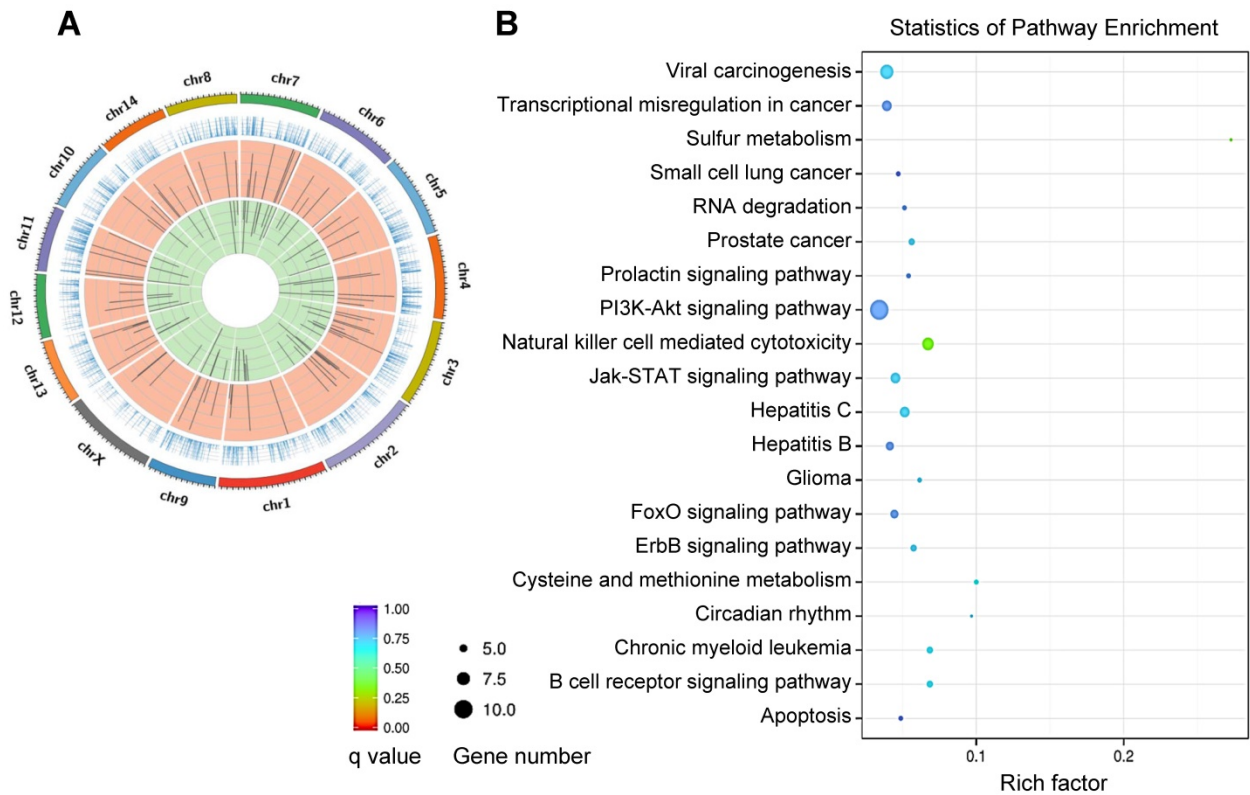 A
chr8
chr7
chr6
chr5
chr4
chr3
chr2
chr1
chr9
chrX
chr13
chr12
chr11
chr10
chr14
1.00
0.75
0.50
0.25
0.00
q value
5.0
7.5
10.0
Gene number
B
Statistics of Pathway Enrichment
Viral carcinogenesis
Transcriptional misregulation in cancer
Sulfur metabolism
Small cell lung cancer
RNA degradation
Prostate cancer
Prolactin signaling pathway
PI3K-Akt signaling pathway
Natural killer cell mediated cytotoxicity
Jak-STAT signaling pathway
Hepatitis C
Hepatitis B
Glioma
FoxO signaling pathway
ErbB signaling pathway
Cysteine and methionine metabolism
Circadian rhythm
Chronic myeloid leukemia
B cell receptor signaling pathway
Apoptosis
0.1
0.2
Rich factor